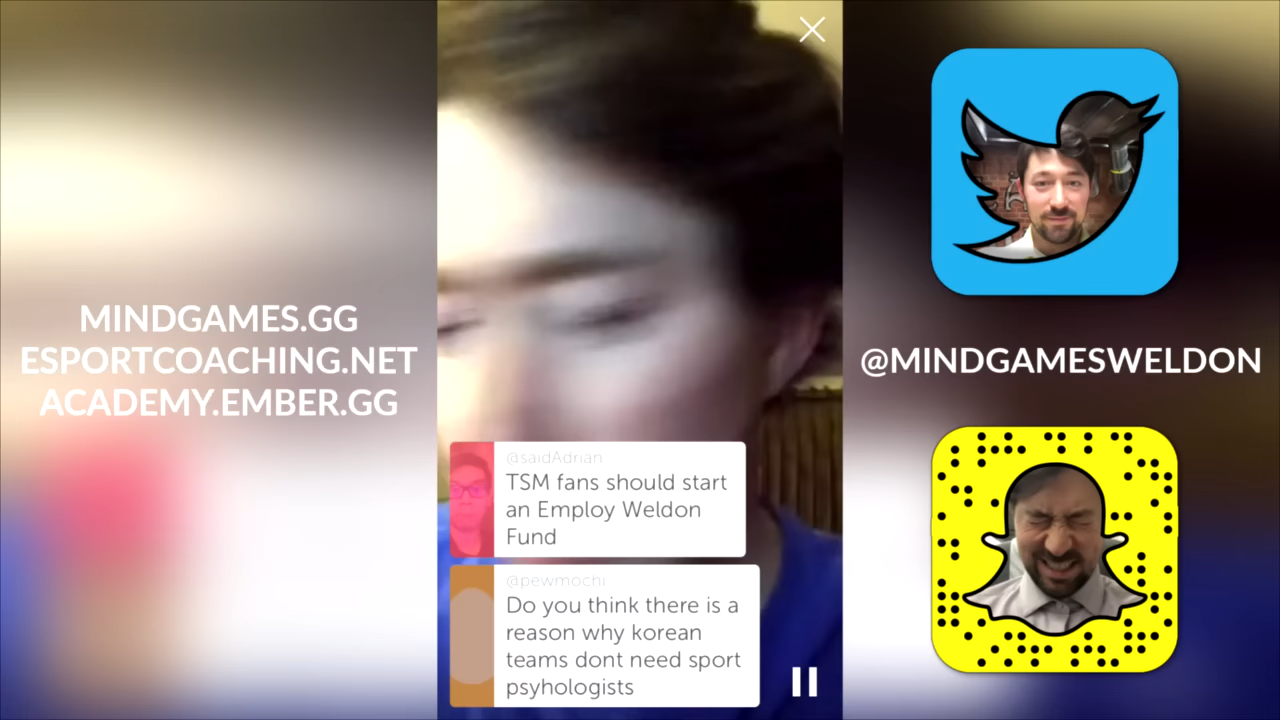 MINDGAMES.GG
ESPORTCOACHING.NET
ACADEMY.EMBER.GG
@saidAdrian
TSM fans should start
an Employ Weldon
Fund
@pewmochi
Do you think there is a
reason why korean
teams dont need sport
psyhologists
@MINDGAMESWELDON